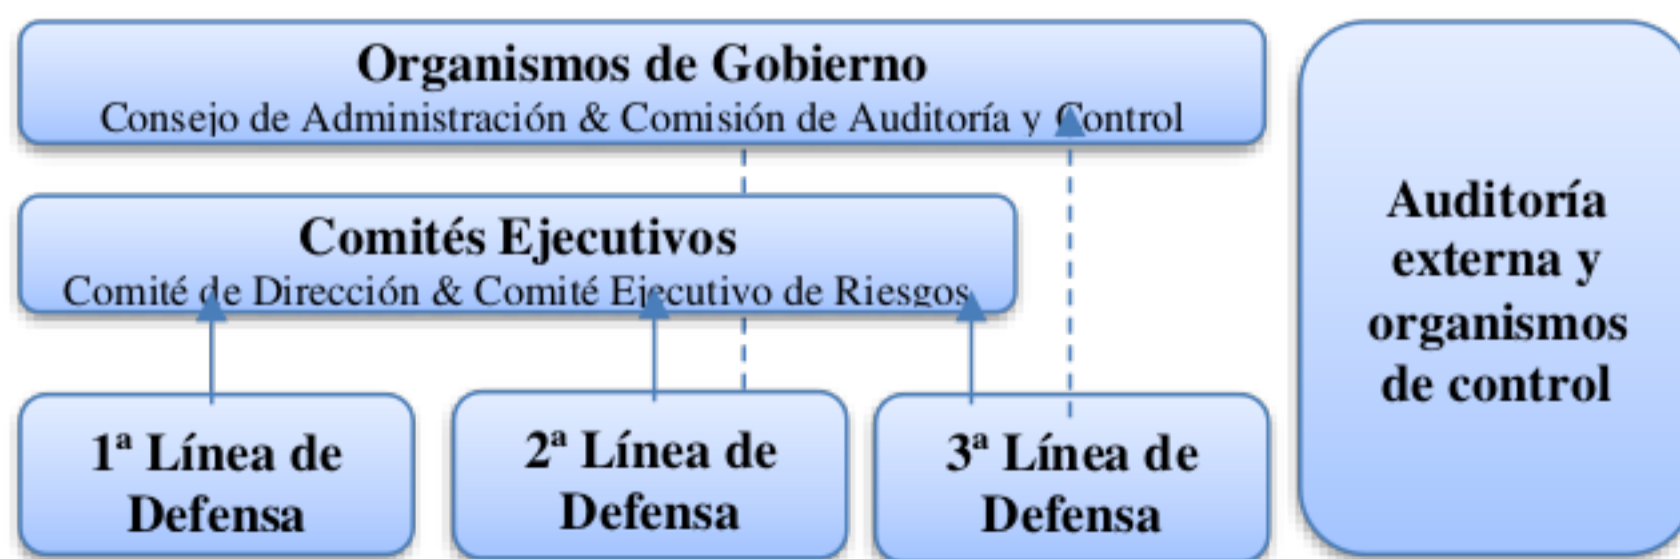 Organismos de Gobierno
Consejo de Administración & Comisión de Auditoría y Control
Comités Ejecutivos
Comité de Dirección & Comité Ejecutivo de Riesgos
1ª Línea de
Defensa
2ª Línea de
Defensa
3ª Línea de
Defensa
Auditoría
externa y
organismos
de control